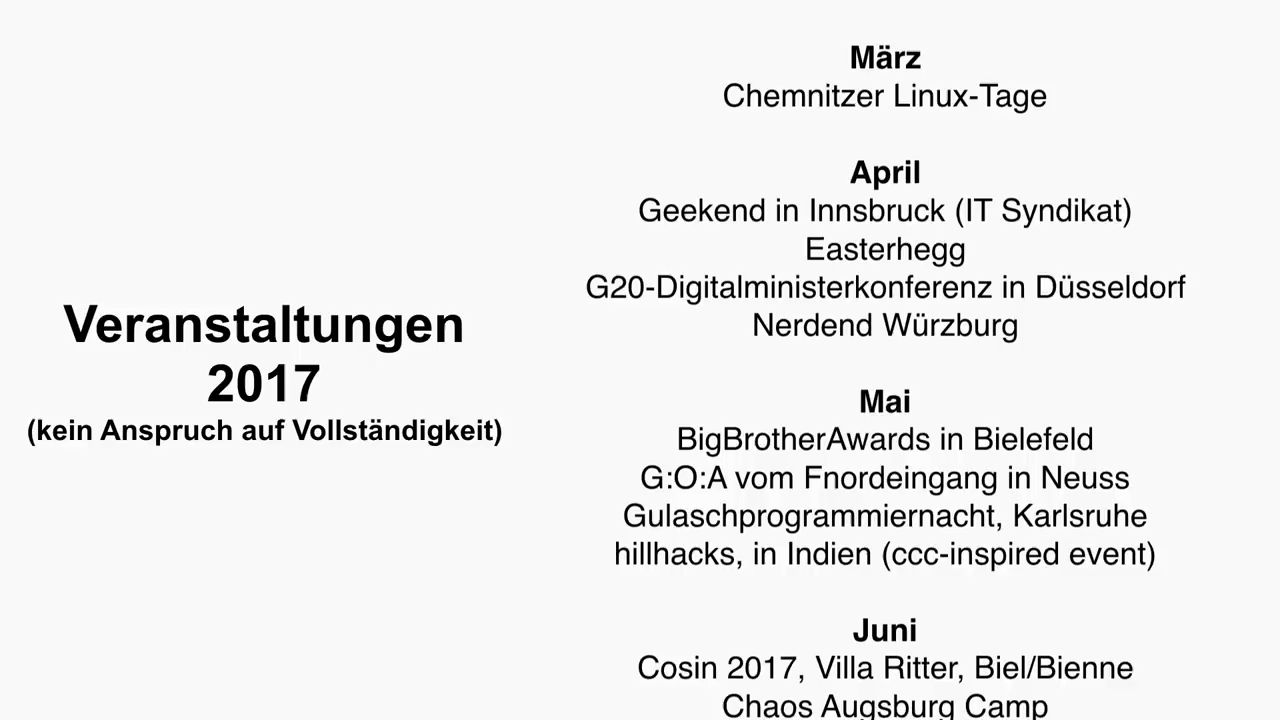 Veranstaltungen
2017
(kein Anspruch auf Vollständigkeit)
März
Chemnitzer Linux-Tage
April
Geekend in Innsbruck (IT Syndikat)
Easterhegg
G20-Digitalministerkonferenz in Düsseldorf
Nerdend Würzburg
Mai
BigBrotherAwards in Bielefeld
G:O:A vom Fnordeingang in Neuss
Gulaschprogrammiernacht, Karlsruhe
hillhacks, in Indien (ccc-inspired event)
Juni
Cosin 2017, Villa Ritter, Biel/Bienne
Chaos Augsburg Camp